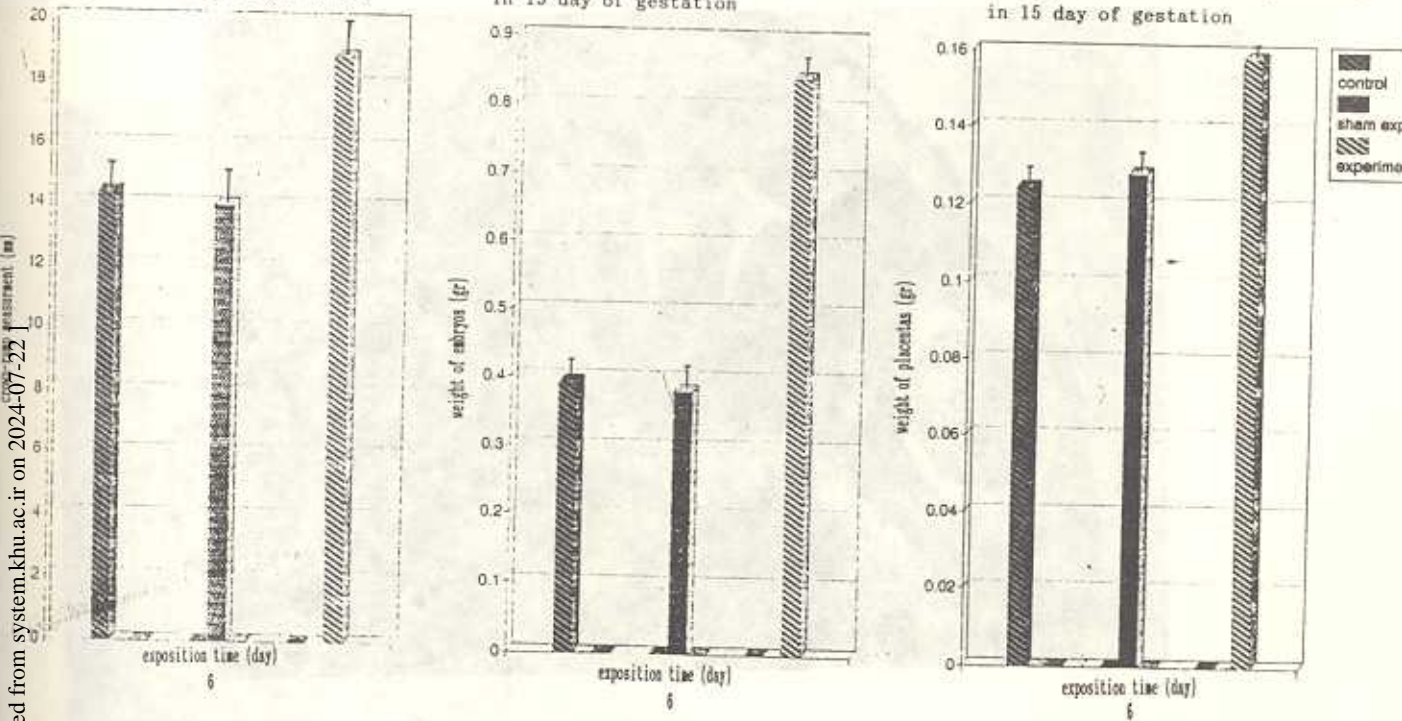 in 15 day of gestation
20
18
16
14
12
10
8
6
4
2
0
measurment (mm)
exposition time (day)
6
in 15 day of gestation
0.9
0.8
0.7
0.6
0.5
0.4
0.3
0.2
0.1
0
weight of embryos (gr)
exposition time (day)
6
0.16
0.14
0.12
0.1
0.08
0.06
0.04
0.02
0
weight of placentas (gr)
exposition time (day)
6
control
sham exp
experime
ed from system.khu.ac.ir on 2024-07-22 ]